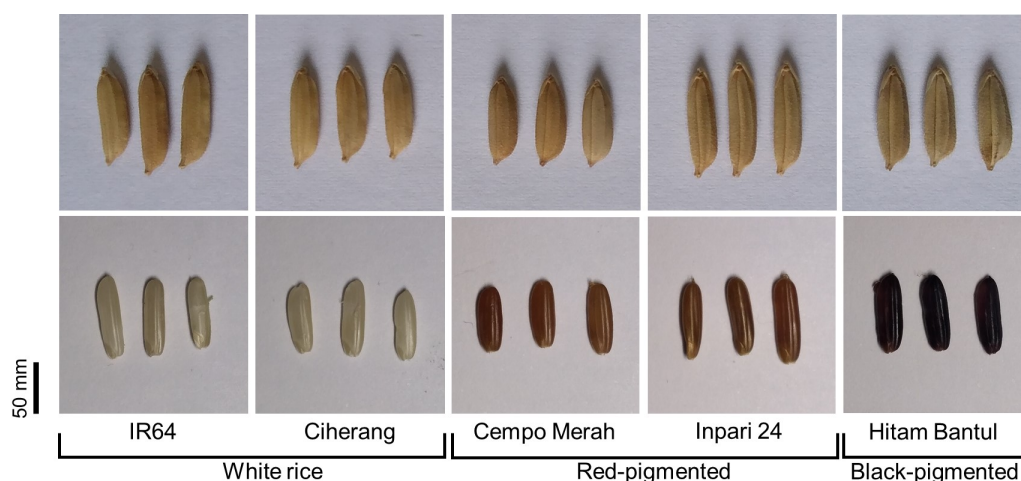 50 mm
IR64
Ciherang
Cempo Merah
Inpari 24
Hitam Bantul
White rice
Red-pigmented
Black-pigmented